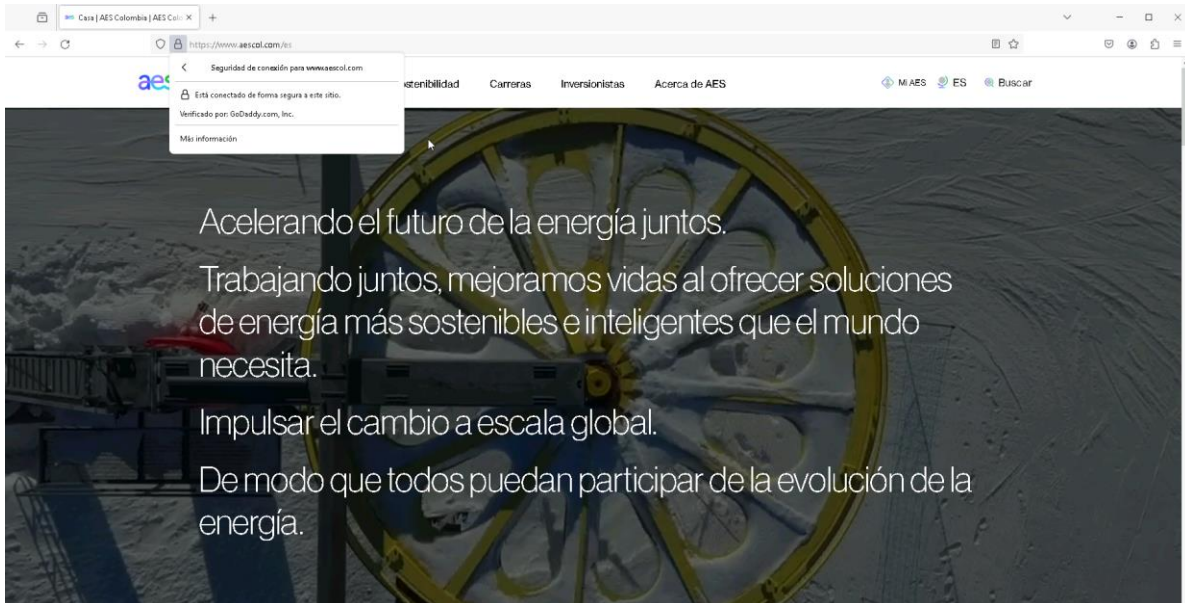 Casa | AES Colombia | AES Col
https://www.aescol.com/es
Seguridad de conexión para www.aescol.com
Está conectado de forma segura a este sitio.
Verificado por: GoDaddy.com, Inc.
Más información
aes
Carreras
Inversionistas
Acerca de AES
Mi AES
ES
Buscar
Acelerando el futuro de la energía juntos.
Trabajando juntos, mejoramos vidas al ofrecer soluciones
de energía más sostenibles e inteligentes que el mundo
necesita.
Impulsar el cambio a escala global.
De modo que todos puedan participar de la evolución de la
energía.